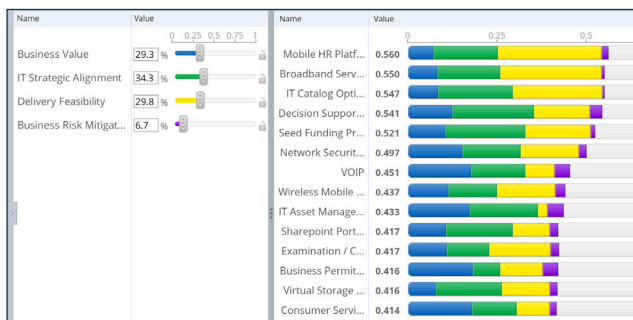 Name Value
0 0.25 0.5 0.75 1
Business Value 29.3 %
IT Strategic Alignment 34.3 %
Delivery Feasibility 29.8 %
Business Risk Mitigat... 6.7 %
Name Value
0 0.25 0.5
Mobile HR Platf... 0.560
Broadband Serv... 0.550
IT Catalog Opti... 0.547
Decision Suppor... 0.541
Seed Funding Pr... 0.521
Network Securit... 0.497
VOIP 0.451
Wireless Mobile ... 0.437
IT Asset Manage... 0.433
Sharepoint Port... 0.417
Examination / C... 0.417
Business Permit... 0.416
Virtual Storage ... 0.416
Consumer Servi... 0.414